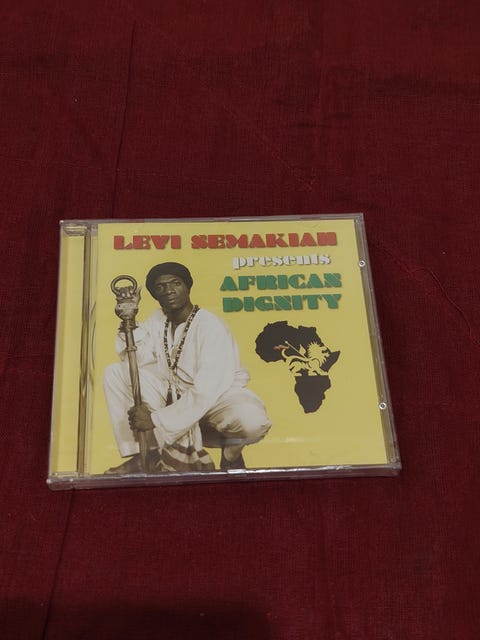 LEVI SEMAKIAH
presents
AFRICAN
DIGNITY